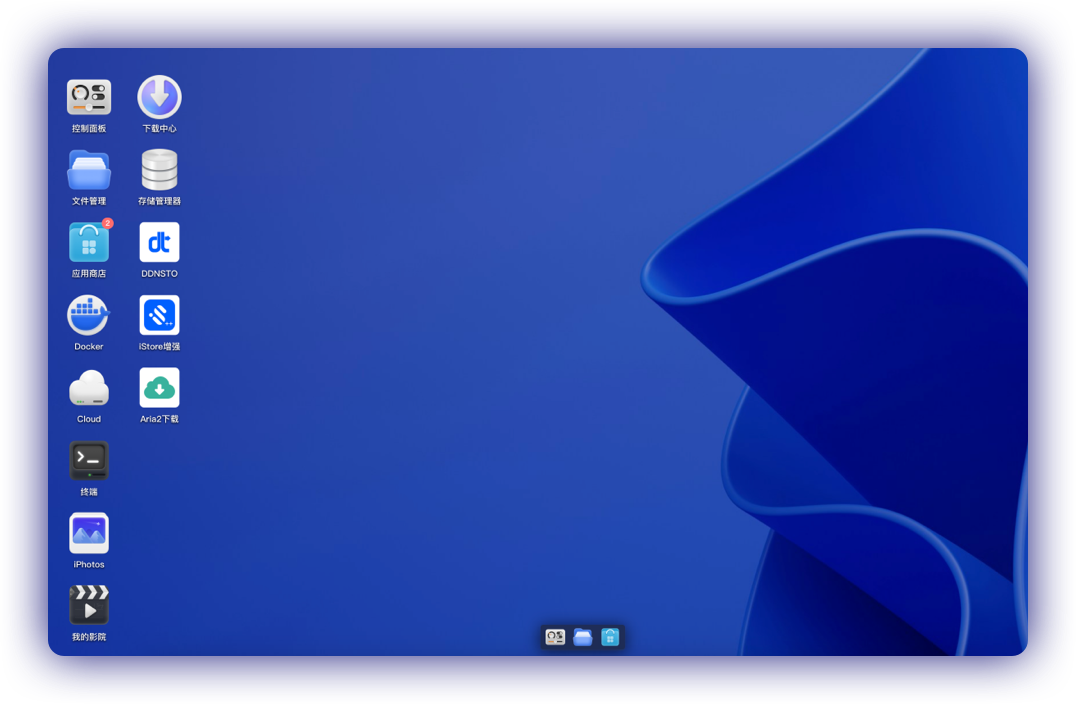 控制面板
下载中心
文件管理
存储管理器
2
应用商店
dt
DDNSTO
Docker
iStore增强
Cloud
Aria2下载
终端
iPhotos
我的影院